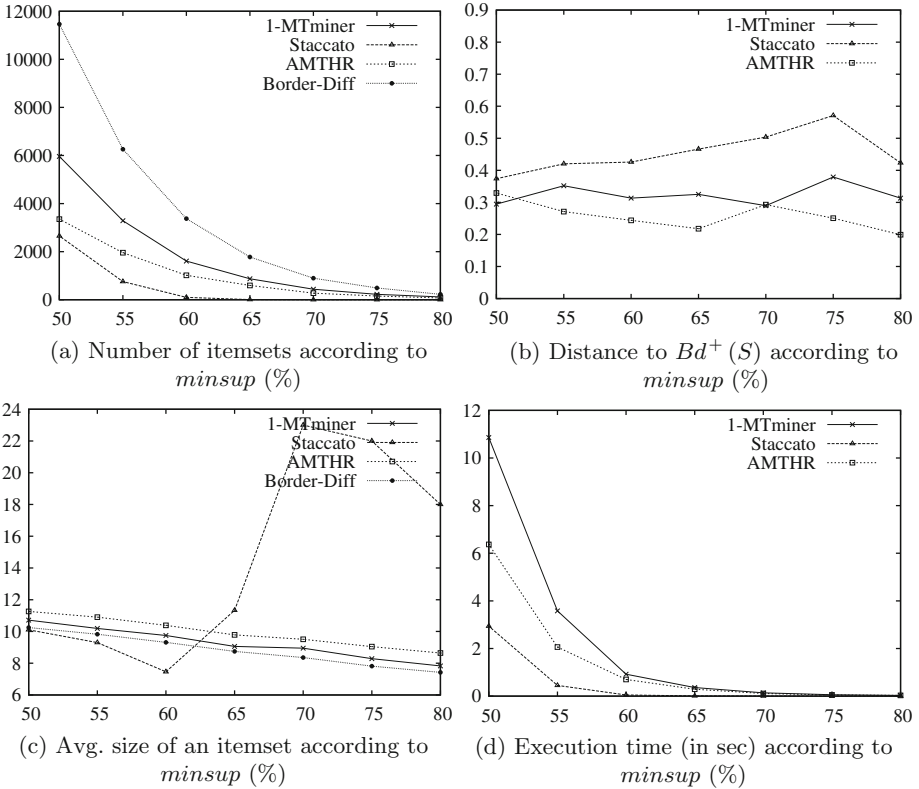 12000
10000
8000
6000
4000
2000
0
50 55 60 65 70 75 80
1-MTminer
Staccato
AMTHR
Border-Diff
(a) Number of itemsets according to
minsup (%)
0.9
0.8
0.7
0.6
0.5
0.4
0.3
0.2
0.1
0
50 55 60 65 70 75 80
1-MTminer
Staccato
AMTHR
(b) Distance to Bd⁺ (S) according to
minsup (%)
24
22
20
18
16
14
12
10
8
6
50 55 60 65 70 75 80
1-MTminer
Staccato
AMTHR
Border-Diff
(c) Avg. size of an itemset according to
minsup (%)
12
10
8
6
4
2
0
50 55 60 65 70 75 80
1-MTminer
Staccato
AMTHR
(d) Execution time (in sec) according to
minsup (%)